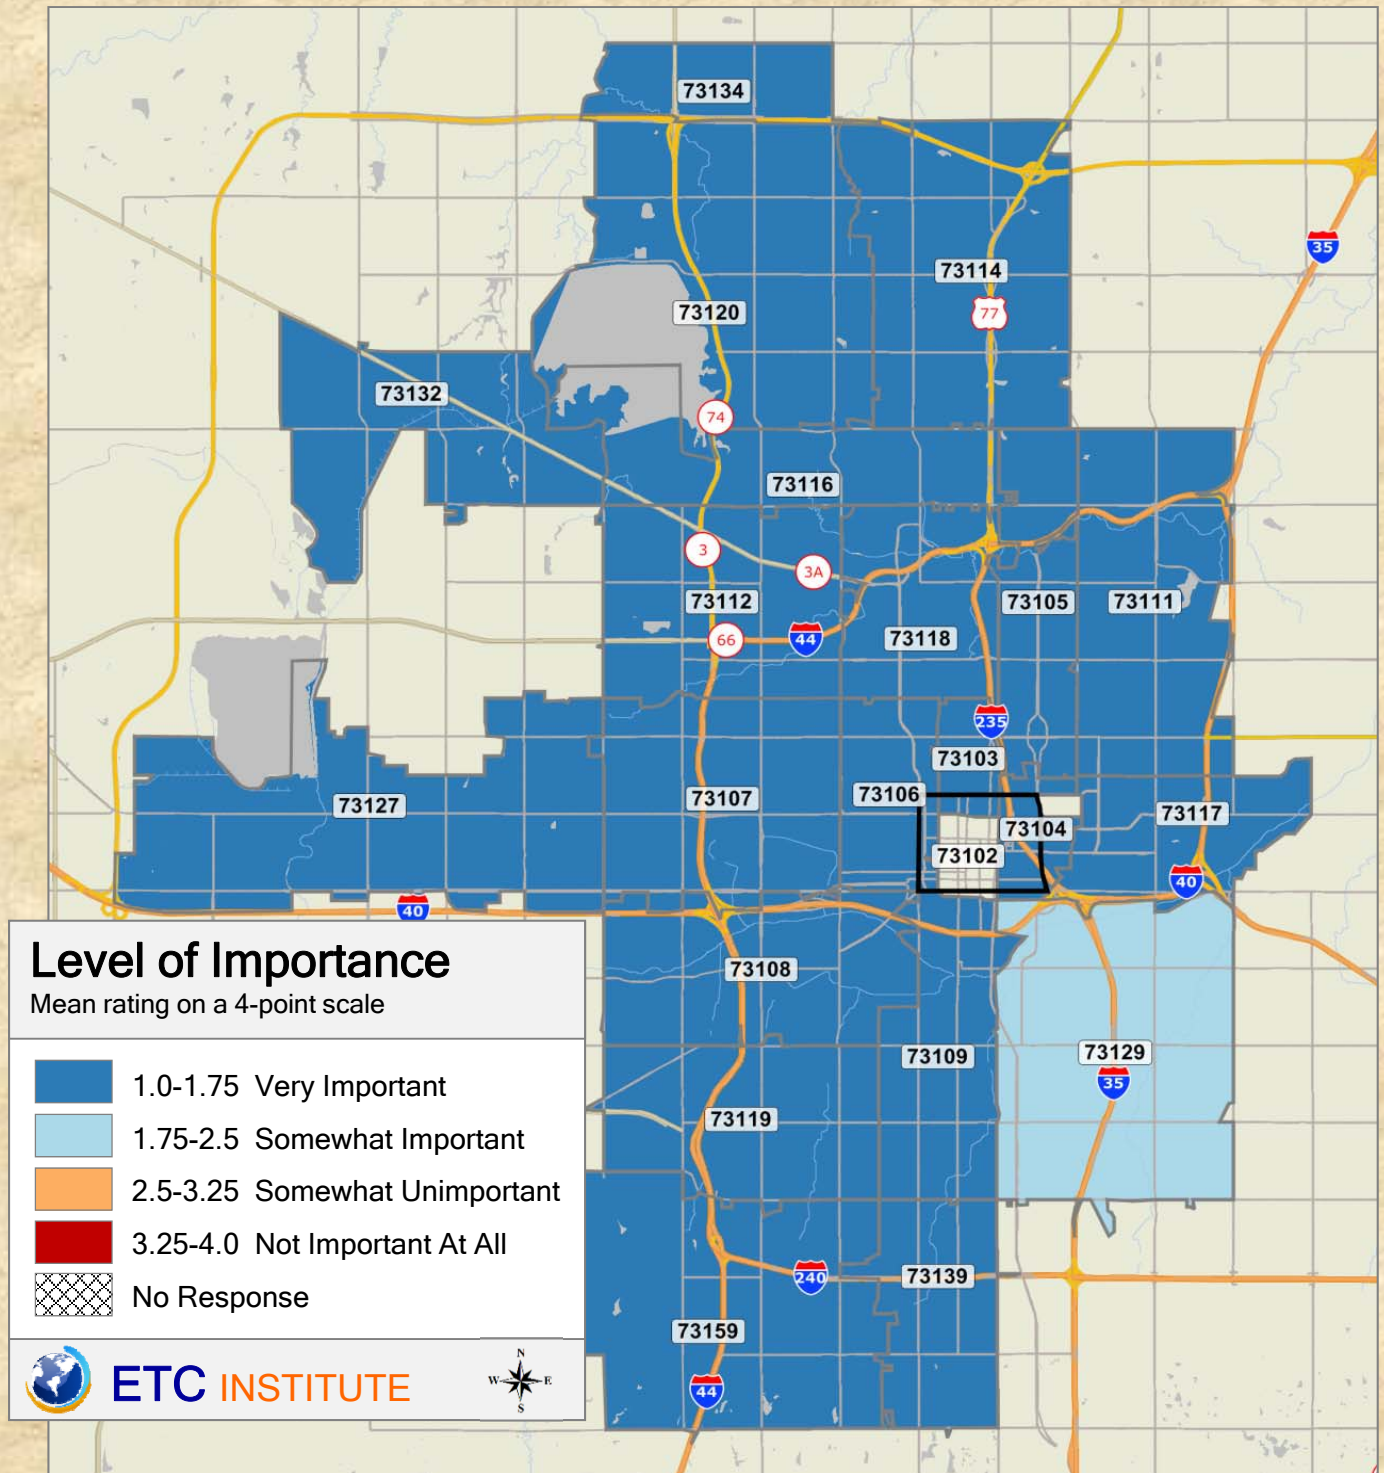 73134
35
73114
77
73120
73132
74
73116
3
3A
73112
73105
73111
66
44
73118
235
73103
73106
73107
73127
73117
73104
73102
40
40
Level of Importance
Mean rating on a 4-point scale
1.0-1.75 Very Important
1.75-2.5 Somewhat Important
2.5-3.25 Somewhat Unimportant
3.25-4.0 Not Important At All
No Response
ETC INSTITUTE
N
W E
S
73108
73109
73129
35
73119
240
73139
73159
44